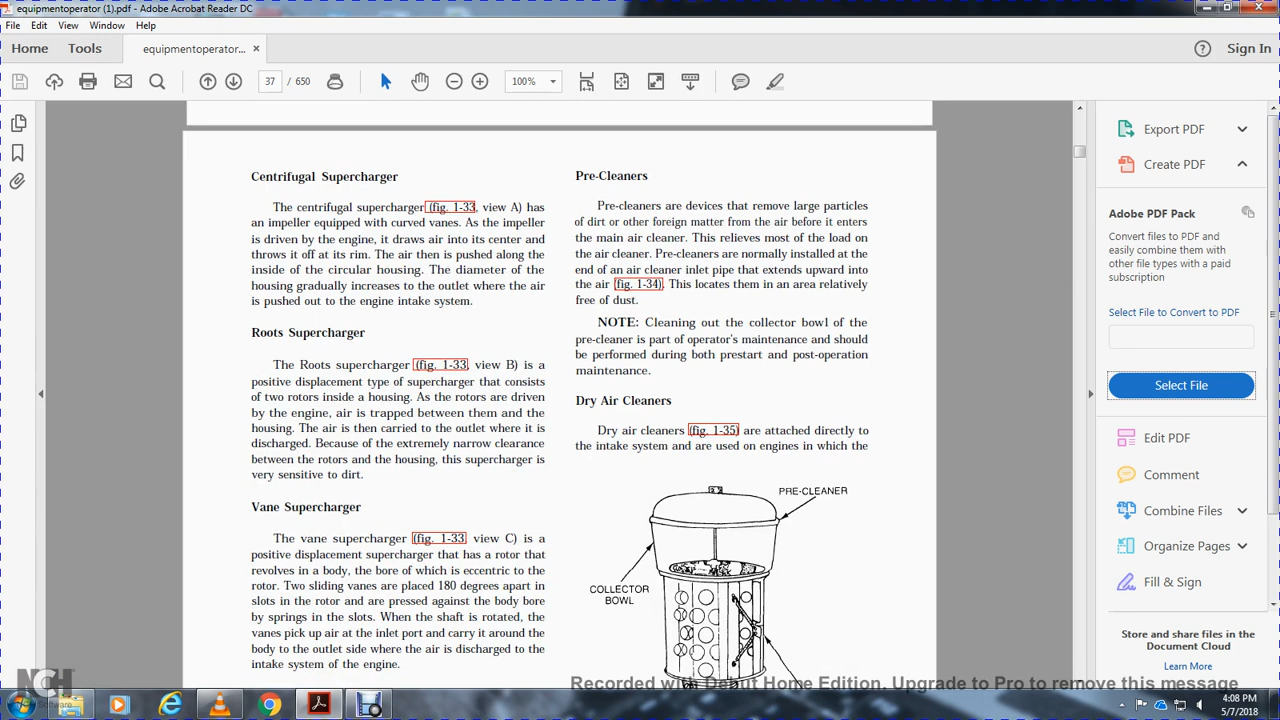 equipmentoperator (1).pdf - Adobe Acrobat Reader DC
File Edit View Window Help
Home Tools equipmentoperator... × Sign In
37 / 650 100%
Centrifugal Supercharger
The centrifugal supercharger (fig. 1-33, view A) has
an impeller equipped with curved vanes. As the impeller
is driven by the engine, it draws air into its center and
throws it off at its rim. The air then is pushed along the
inside of the circular housing. The diameter of the
housing gradually increases to the outlet where the air
is pushed out to the engine intake system.
Roots Supercharger
The Roots supercharger (fig. 1-33, view B) is a
positive displacement type of supercharger that consists
of two rotors inside a housing. As the rotors are driven
by the engine, air is trapped between them and the
housing. The air is then carried to the outlet where it is
discharged. Because of the extremely narrow clearance
between the rotors and the housing, this supercharger is
very sensitive to dirt.
Vane Supercharger
The vane supercharger (fig. 1-33, view C) is a
positive displacement supercharger that has a rotor that
revolves in a body, the bore of which is eccentric to the
rotor. Two sliding vanes are placed 180 degrees apart in
slots in the rotor and are pressed against the body bore
by springs in the slots. When the shaft is rotated, the
vanes pick up air at the inlet port and carry it around the
body to the outlet side where the air is discharged to the
intake system of the engine.
Pre-Cleaners
Pre-cleaners are devices that remove large particles
of dirt or other foreign matter from the air before it enters
the main air cleaner. This relieves most of the load on
the air cleaner. Pre-cleaners are normally installed at the
end of an air cleaner inlet pipe that extends upward into
the air (fig. 1-34). This locates them in an area relatively
free of dust.
NOTE: Cleaning out the collector bowl of the
pre-cleaner is part of operator's maintenance and should
be performed during both prestart and post-operation
maintenance.
Dry Air Cleaners
Dry air cleaners (fig. 1-35) are attached directly to
the intake system and are used on engines in which the
PRE-CLEANER
COLLECTOR
BOWL
Export PDF
Create PDF
Adobe PDF Pack
Convert files to PDF and
easily combine them with
other file types with a paid
subscription
Select File to Convert to PDF
Select File
Edit PDF
Comment
Combine Files
Organize Pages
Fill & Sign
Store and share files in the
Document Cloud
Learn More
NCH
Software
Recorded with Debut Home Edition. Upgrade to Pro to remove this message
4:08 PM
5/7/2018